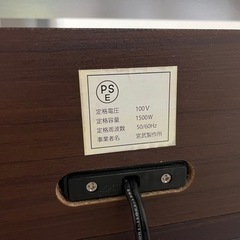 PS
E
定格電圧 100V
定格容量 1500W
定格周波数 50/60Hz
事業者名 宮武製作所